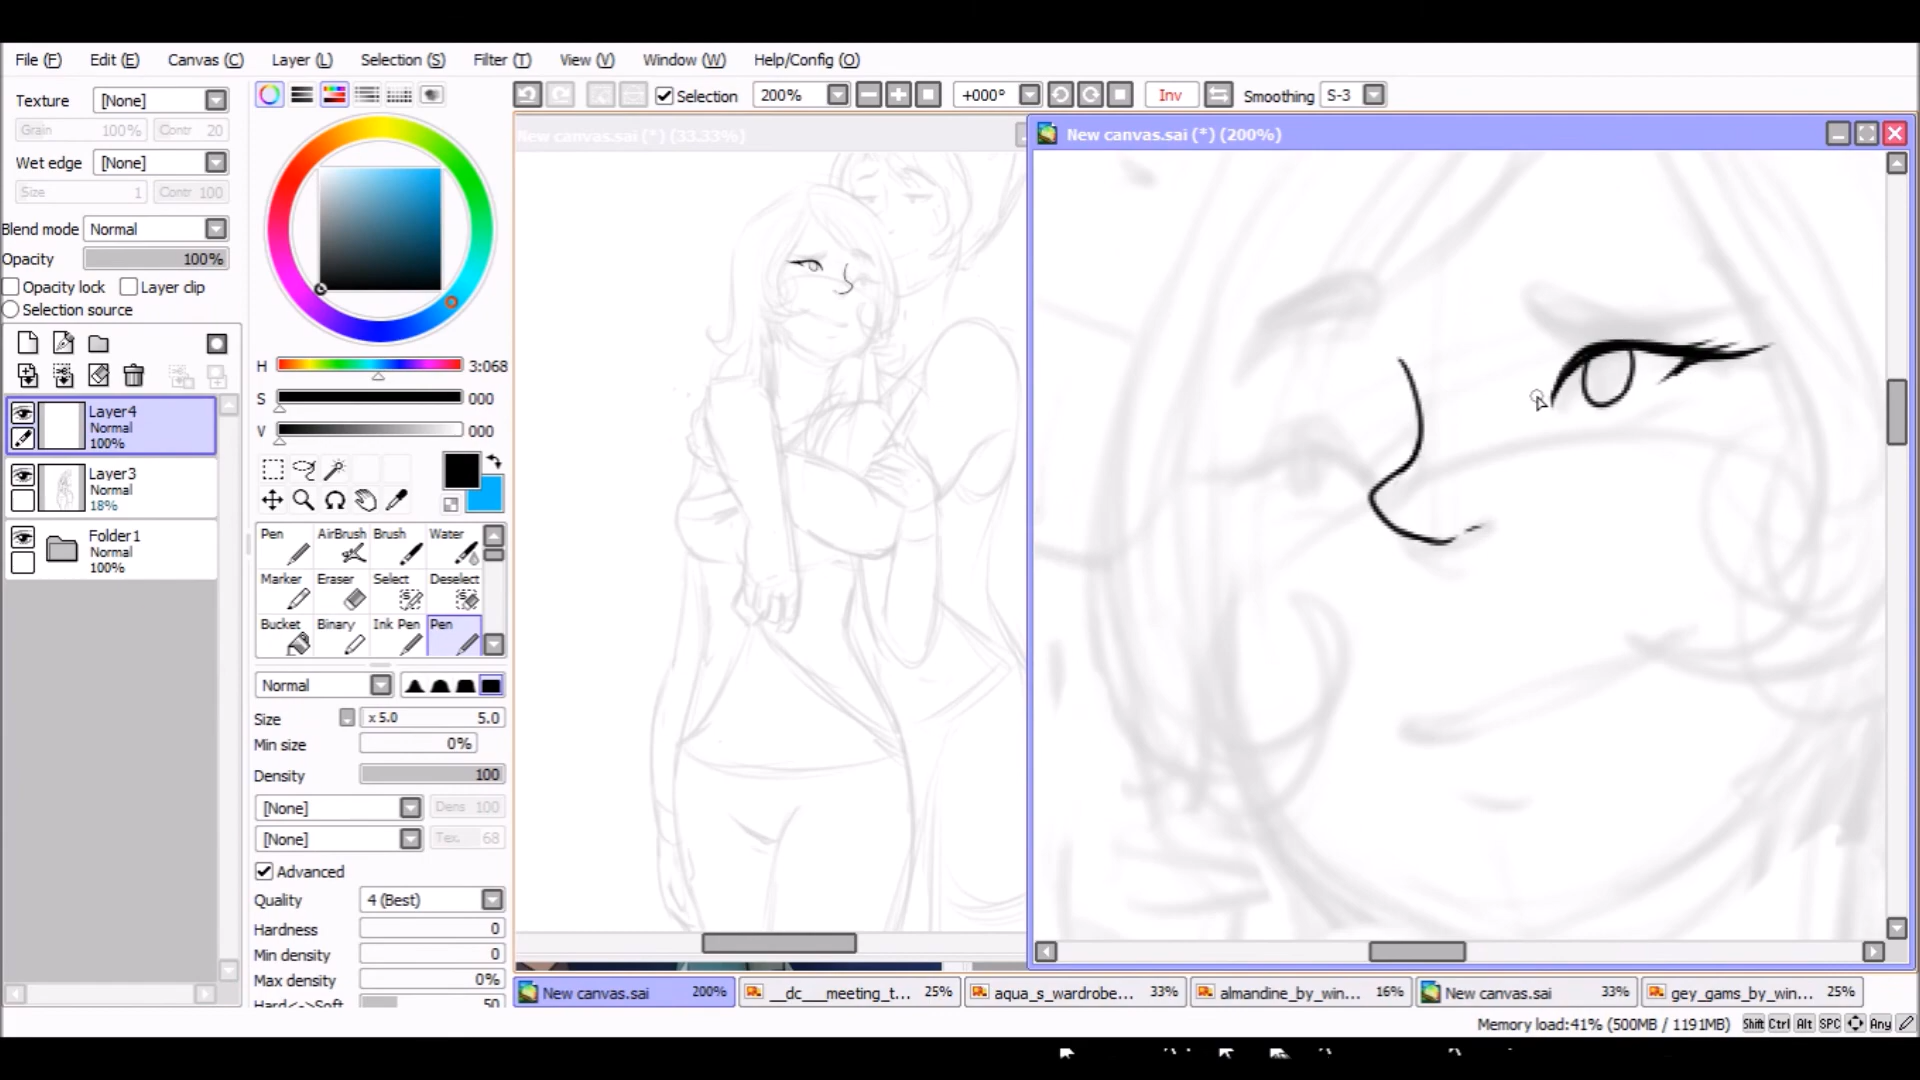 File (F) Edit (E) Canvas (C) Layer (L) Selection (S) Filter (T) View (V) Window (W) Help/Config (O)
Texture [None]
Grain 100% Contr 20
Wet edge [None]
Size 1 Contr 100
Blend mode Normal
Opacity 100%
Opacity lock Layer clip
Selection source
Layer4
Normal
100%
Layer3
Normal
18%
Folder1
Normal
100%
H 3:068
S 000
V 000
Pen AirBrush Brush Water
Marker Eraser Select Deselect
Bucket Binary Ink Pen Pen
Normal
Size x 5.0 5.0
Min size 0%
Density 100
[None] Dens 100
[None] Tex. 68
Advanced
Quality 4 (Best)
Hardness 0
Min density 0
Max density 0%
Hard<->Soft 50
Selection 200% +000° Inv Smoothing S-3
New canvas.sai (*) (33.33%)
New canvas.sai (*) (200%)
New canvas.sai 200% __dc___meeting_t... 25% aqua_s_wardrobe... 33% almandine_by_win... 16% New canvas.sai 33% gey_gams_by_win... 25%
Memory load:41% (500MB / 1191MB) Shift Ctrl Alt SPC Any